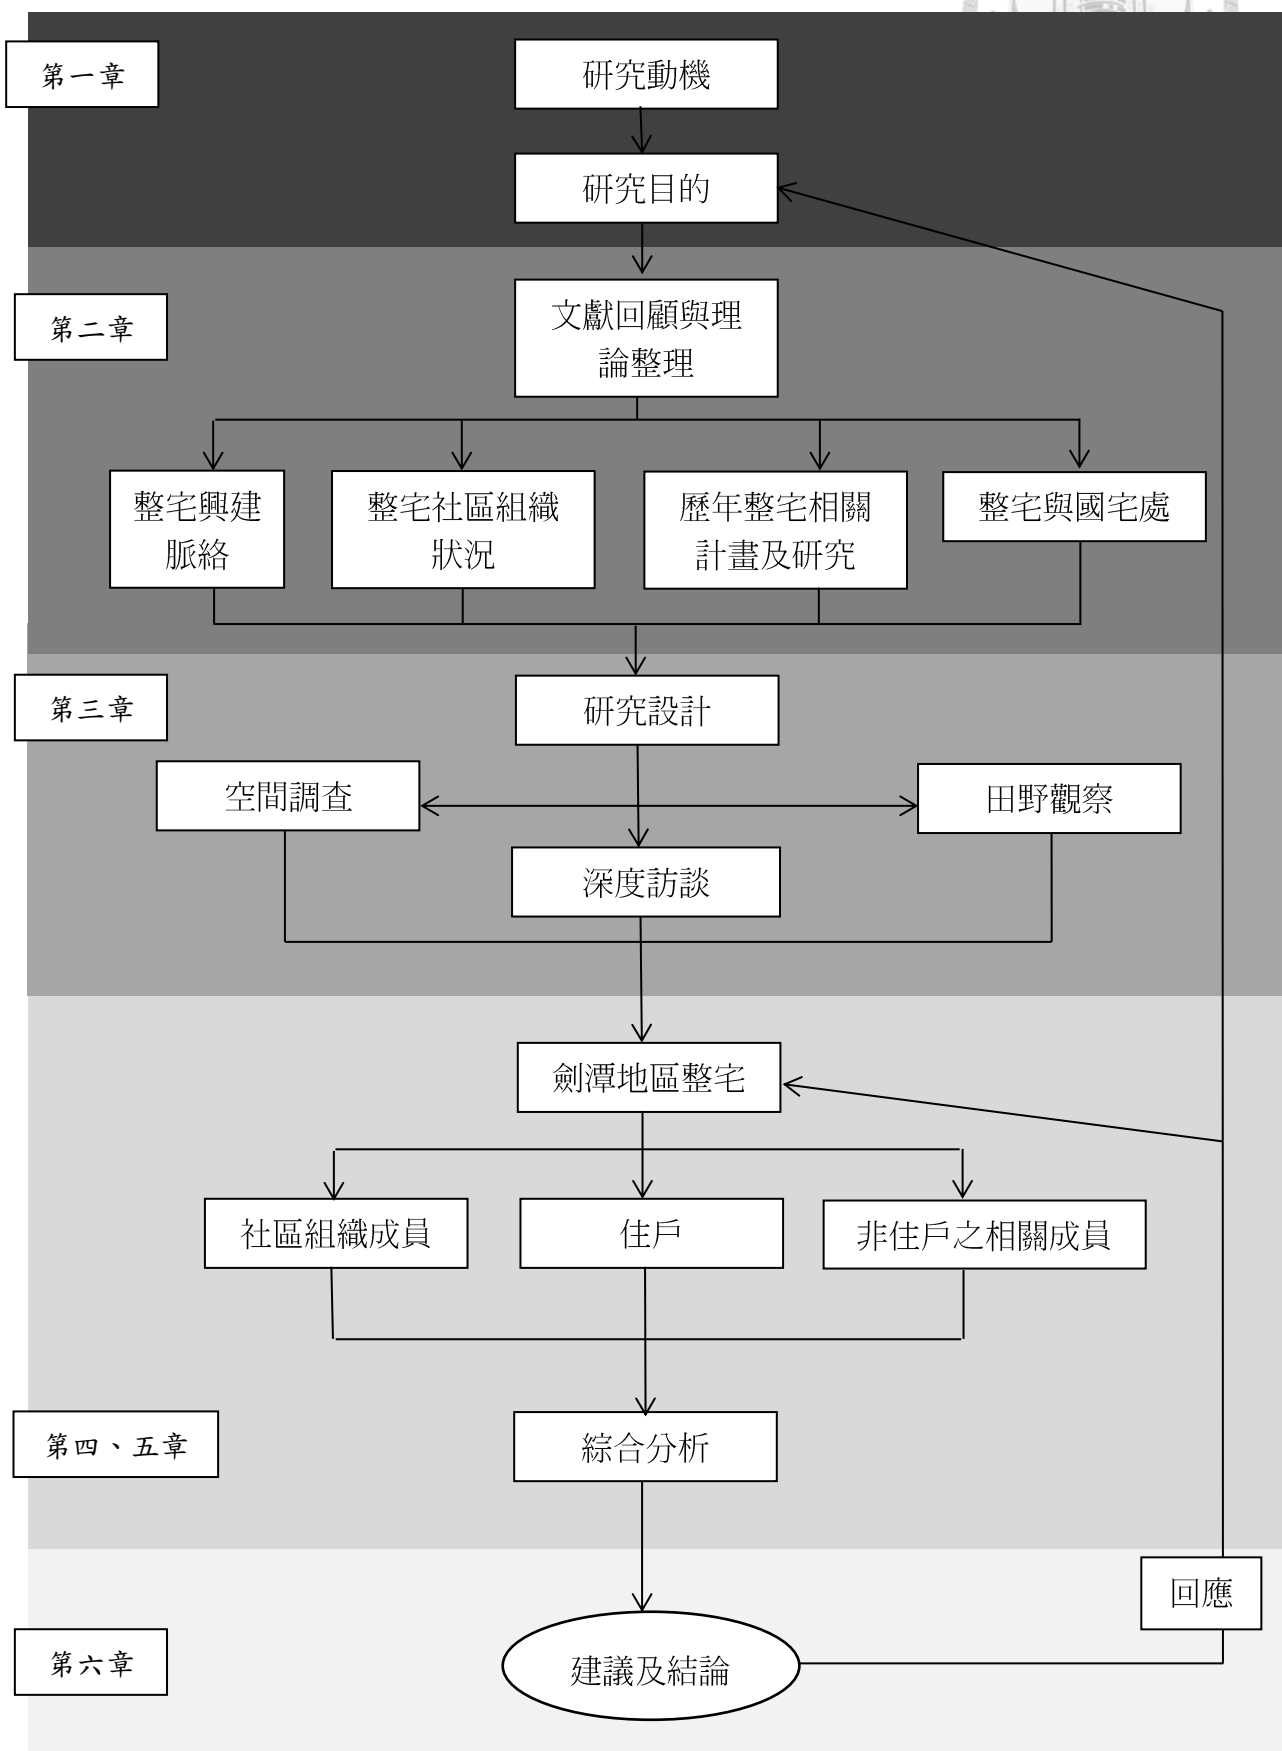 第一章
研究動機
研究目的
第二章
文獻回顧與理
論整理
整宅興建
脈絡
整宅社區組織
狀況
歷年整宅相關
計畫及研究
整宅與國宅處
第三章
研究設計
空間調查
田野觀察
深度訪談
劍潭地區整宅
社區組織成員
住戶
非住戶之相關成員
第四、五章
綜合分析
回應
第六章
建議及結論